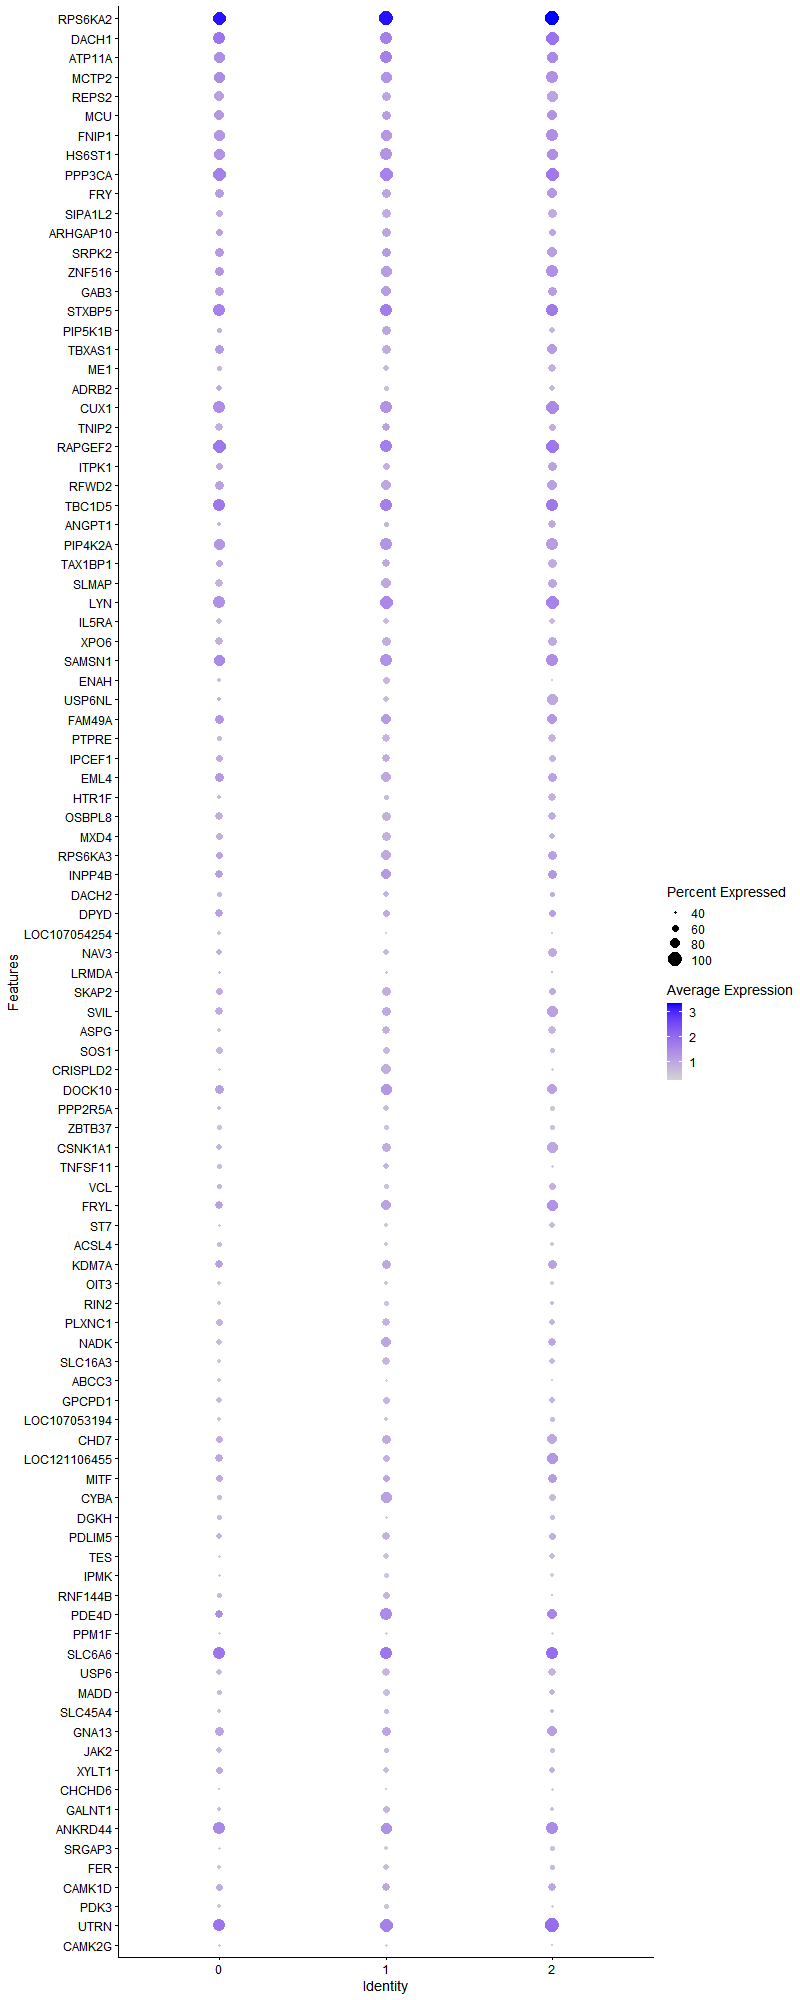 RPS6KA2
DACH1
ATP11A
MCTP2
REPS2
MCU
FNIP1
HS6ST1
PPP3CA
FRY
SIPA1L2
ARHGAP10
SRPK2
ZNF516
GAB3
STXBP5
PIP5K1B
TBXAS1
ME1
ADRB2
CUX1
TNIP2
RAPGEF2
ITPK1
RFWD2
TBC1D5
ANGPT1
PIP4K2A
TAX1BP1
SLMAP
LYN
IL5RA
XPO6
SAMSN1
ENAH
USP6NL
FAM49A
PTPRE
IPCEF1
EML4
HTR1F
OSBPL8
MXD4
RPS6KA3
INPP4B
DACH2
DPYD
LOC107054254
NAV3
LRMDA
SKAP2
SVIL
ASPG
SOS1
CRISPLD2
DOCK10
PPP2R5A
ZBTB37
CSNK1A1
TNFSF11
VCL
FRYL
ST7
ACSL4
KDM7A
OIT3
RIN2
PLXNC1
NADK
SLC16A3
ABCC3
GPCPD1
LOC107053194
CHD7
LOC121106455
MITF
CYBA
DGKH
PDLIM5
TES
IPMK
RNF144B
PDE4D
PPM1F
SLC6A6
USP6
MADD
SLC45A4
GNA13
JAK2
XYLT1
CHCHD6
GALNT1
ANKRD44
SRGAP3
FER
CAMK1D
PDK3
UTRN
CAMK2G
Features
0 1 2
Identity
Percent Expressed
40
60
80
100
Average Expression
3
2
1